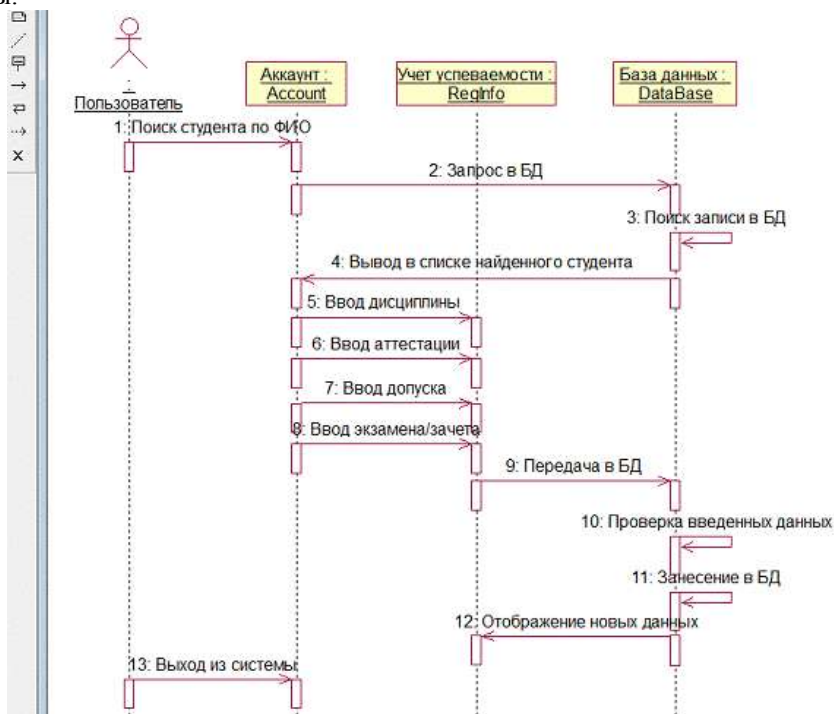 ы.
:
Пользователь
Аккаунт :
Account
Учет успеваемости :
RegInfo
База данных :
DataBase
1: Поиск студента по ФИО
2: Запрос в БД
3: Поиск записи в БД
4: Вывод в списке найденного студента
5: Ввод дисциплины
6: Ввод аттестации
7: Ввод допуска
8: Ввод экзамена/зачета
9: Передача в БД
10: Проверка введенных данных
11: Занесение в БД
12: Отображение новых данных
13: Выход из системы